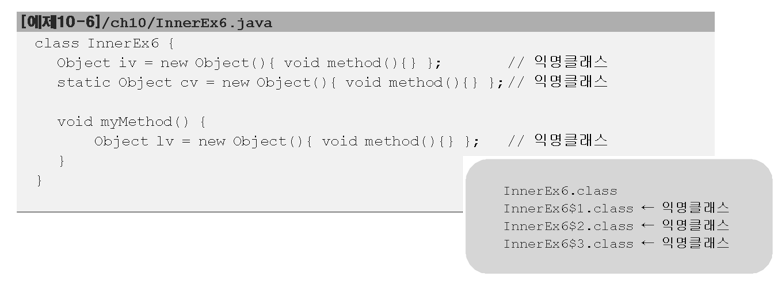 [예제10-6]/ch10/InnerEx6.java
class InnerEx6 {
Object iv = new Object(){ void method(){} }; // 익명클래스
static Object cv = new Object(){ void method(){} };// 익명클래스
void myMethod() {
Object lv = new Object(){ void method(){} }; // 익명클래스
}
}
InnerEx6.class
InnerEx6$1.class ← 익명클래스
InnerEx6$2.class ← 익명클래스
InnerEx6$3.class ← 익명클래스